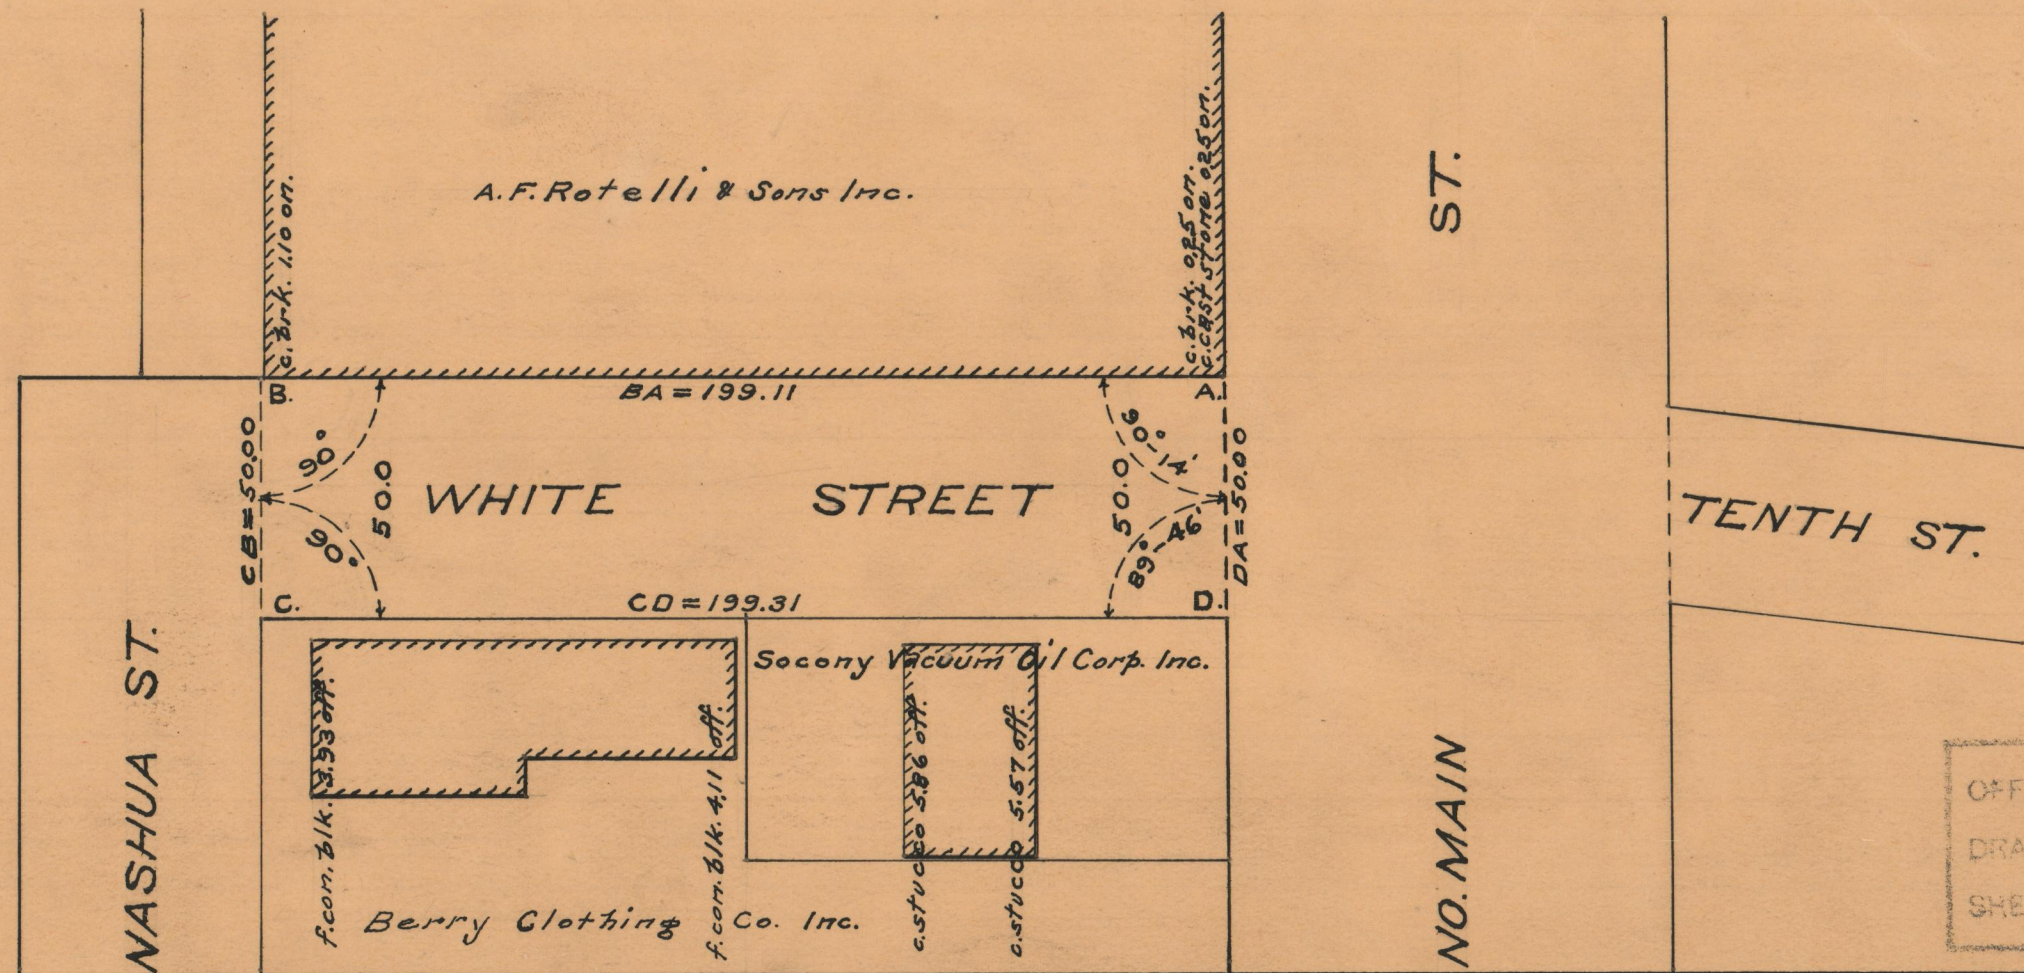 A.F. Rotelli & Sons Inc.
c. brk. 1.10 on.
c. brk. 0.25 on.
c. cast stone 0.25 on.
ST.
B.
BA = 199.11
A.
CB = 50.00
90°
50.0
WHITE STREET
50.0
90° 14'
DA = 50.00
TENTH ST.
90°
89° 46'
C.
CD = 199.31
D.
NASHUA ST.
Socony Vacuum Oil Corp. Inc.
f. con. blk. 3.93 off.
f. con. blk. 4.11 off.
c. stucco 5.86 off.
c. stucco 5.57 off.
NO. MAIN
Berry Clothing Co. Inc.
OFF
DRA
SHE